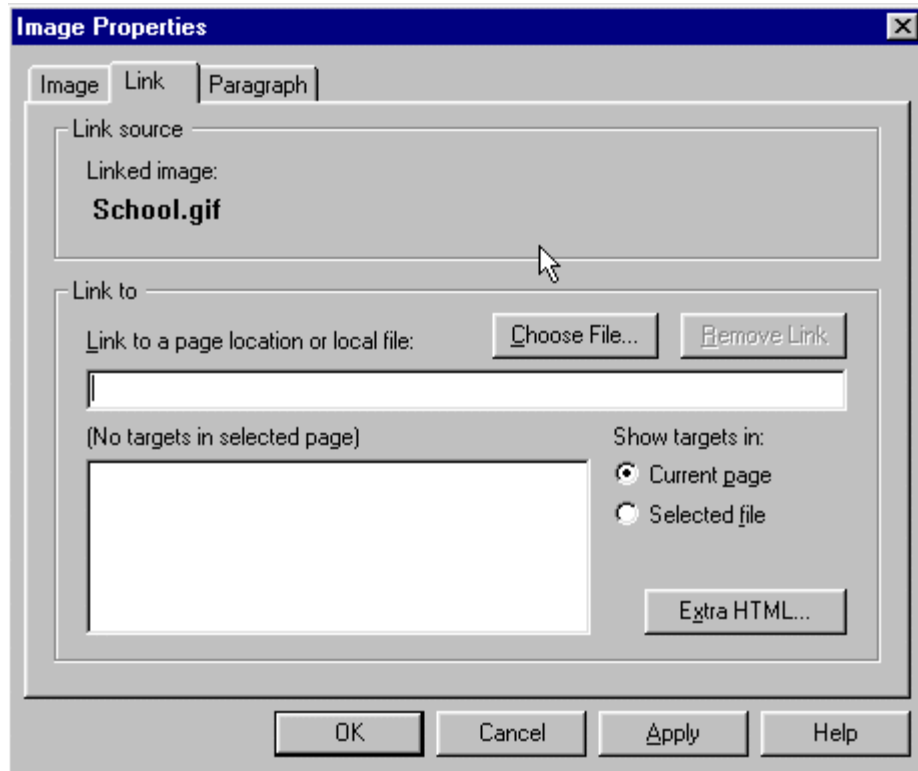 Image Properties
Image Link Paragraph
Link source
Linked image:
School.gif
Link to
Link to a page location or local file: Choose File... Remove Link
(No targets in selected page) Show targets in:
Current page
Selected file
Extra HTML...
OK Cancel Apply Help